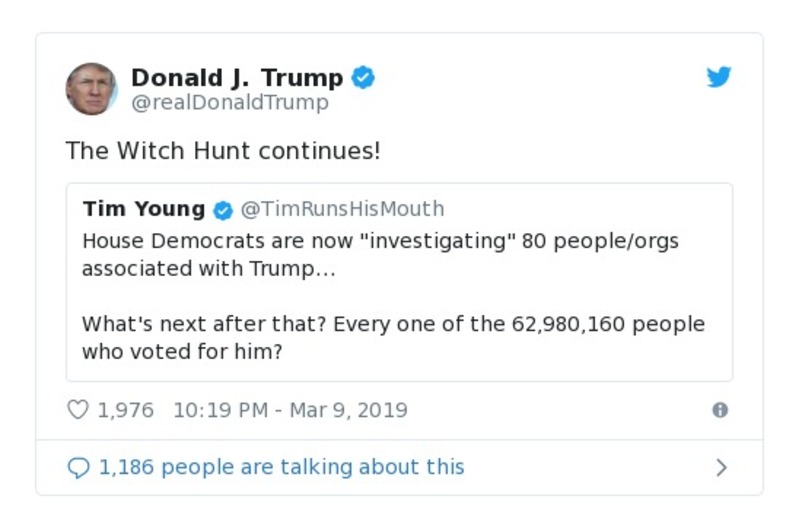 Donald J. Trump
@realDonaldTrump
The Witch Hunt continues!
Tim Young @TimRunsHisMouth
House Democrats are now "investigating" 80 people/orgs
associated with Trump…
What's next after that? Every one of the 62,980,160 people
who voted for him?
1,976 10:19 PM - Mar 9, 2019
1,186 people are talking about this